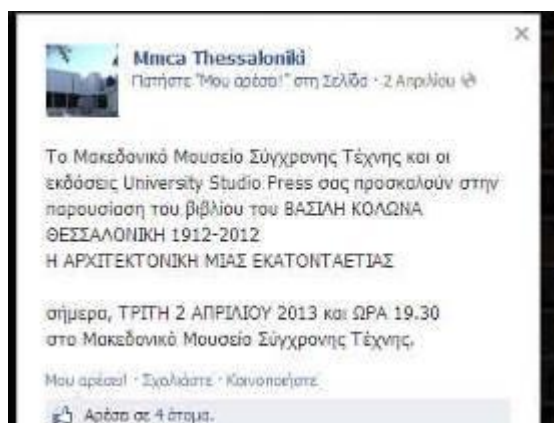 Mmca Thessaloniki
Πατήστε "Μου αρέσει!" στη Σελίδα · 2 Απριλίου
Το Μακεδονικό Μουσείο Σύγχρονης Τέχνης και οι
εκδόσεις University Studio Press σας προσκαλούν στην
παρουσίαση του βιβλίου του ΒΑΣΙΛΗ ΚΟΛΩΝΑ
ΘΕΣΣΑΛΟΝΙΚΗ 1912-2012
Η ΑΡΧΙΤΕΚΤΟΝΙΚΗ ΜΙΑΣ ΕΚΑΤΟΝΤΑΕΤΙΑΣ
σήμερα, ΤΡΙΤΗ 2 ΑΠΡΙΛΙΟΥ 2013 και ΩΡΑ 19.30
στο Μακεδονικό Μουσείο Σύγχρονης Τέχνης.
Μου αρέσει! · Σχολιάστε · Κοινοποιήστε
Αρέσει σε 4 άτομα.